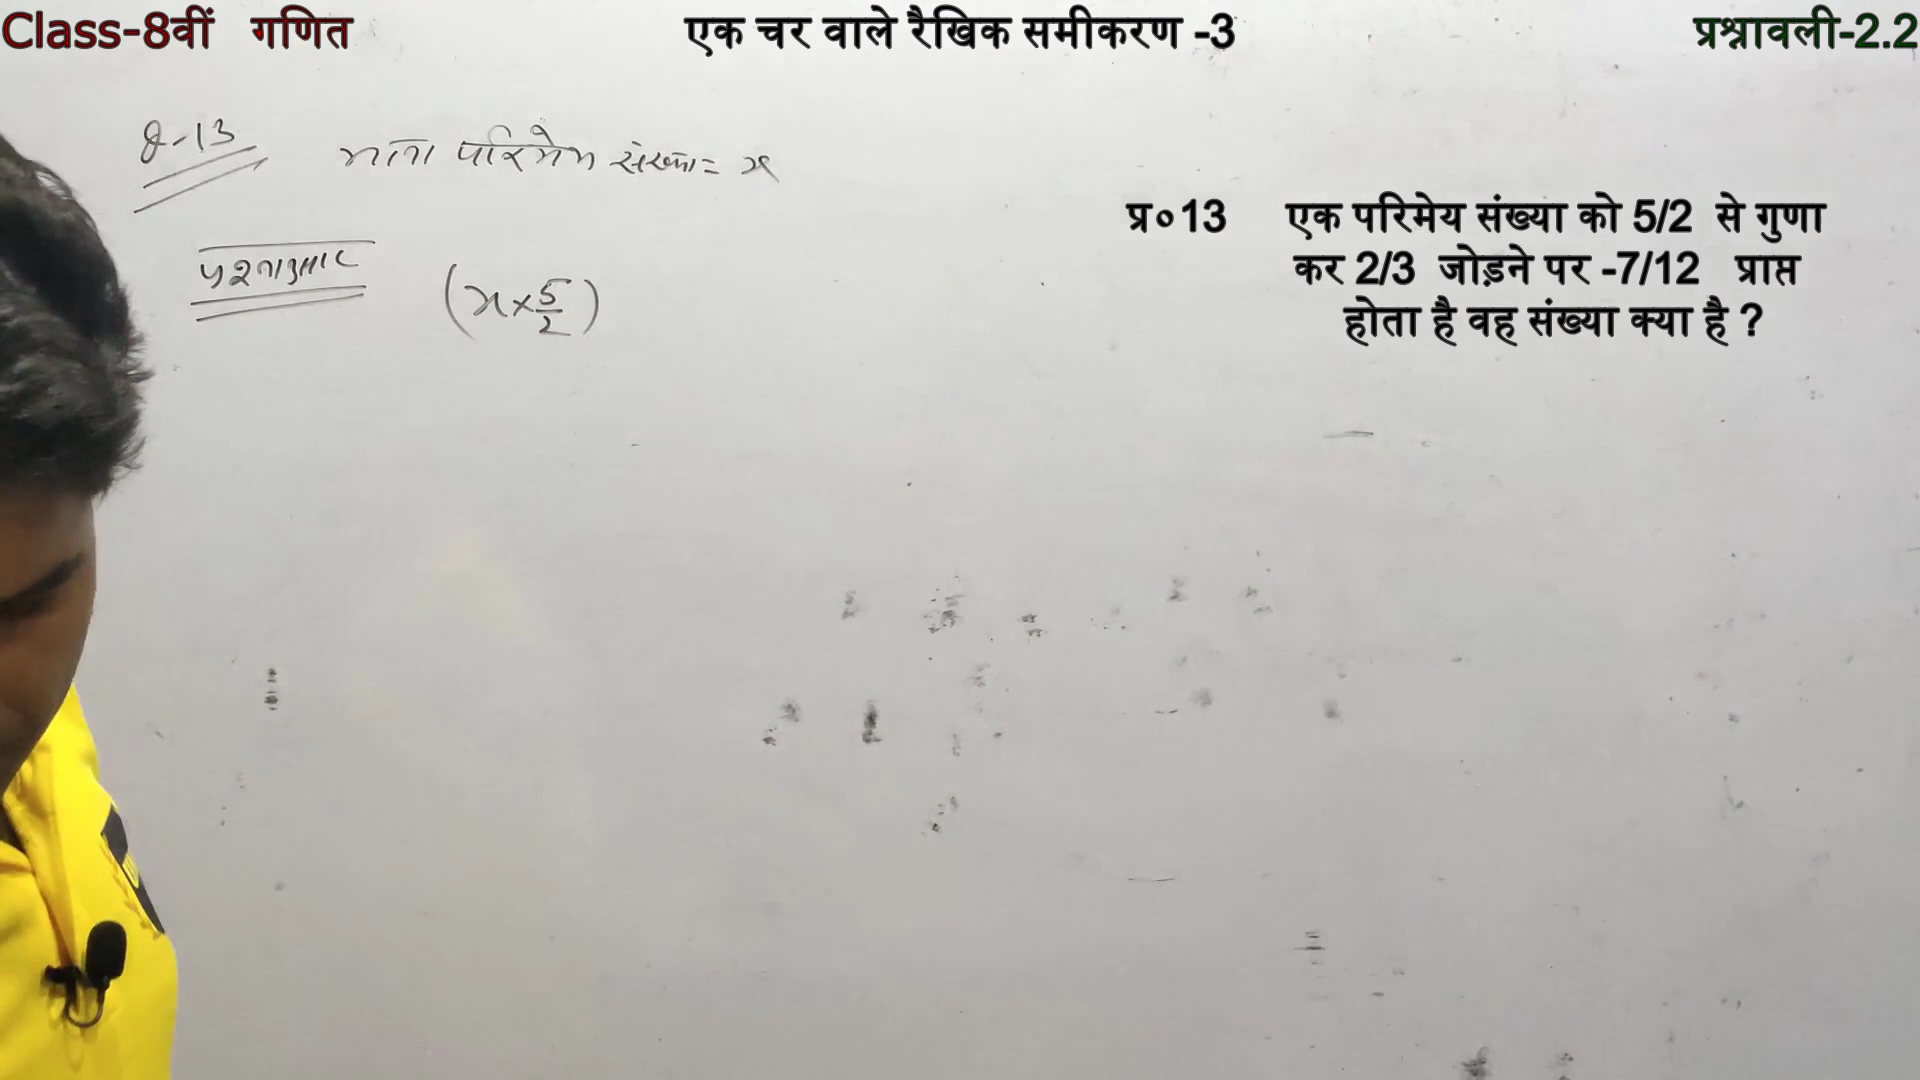 Class-8वीं गणित एक चर वाले रैखिक समीकरण -3 प्रश्नावली-2.2
Q-13 माना परिमेय संख्या = x
प्र०13 एक परिमेय संख्या को 5/2 से गुणा
कर 2/3 जोड़ने पर -7/12 प्राप्त
होता है वह संख्या क्या है ?
प्रश्नानुसार (x × 5/2)